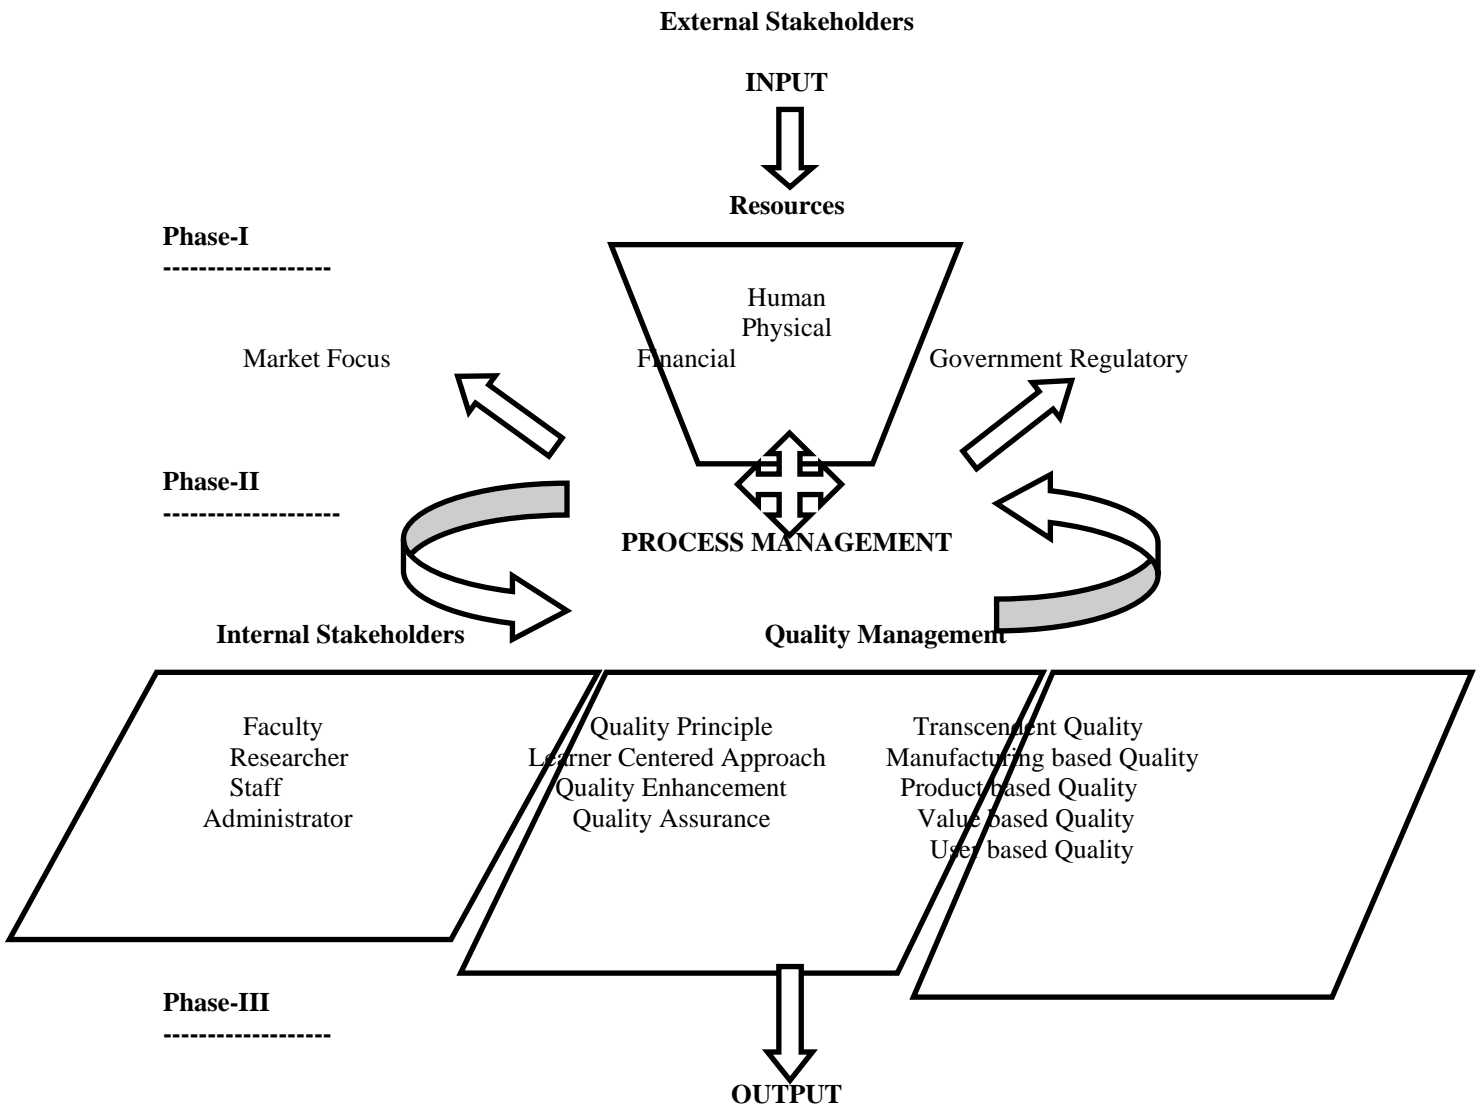 External Stakeholders
INPUT
Resources
Phase-I
--------------------
Human
Physical
Market Focus Financial Government Regulatory
Phase-II
---------------------
PROCESS MANAGEMENT
Internal Stakeholders Quality Management
Faculty Quality Principle Transcendent Quality
Researcher Learner Centered Approach Manufacturing based Quality
Staff Quality Enhancement Product based Quality
Administrator Quality Assurance Value based Quality
User based Quality
Phase-III
--------------------
OUTPUT